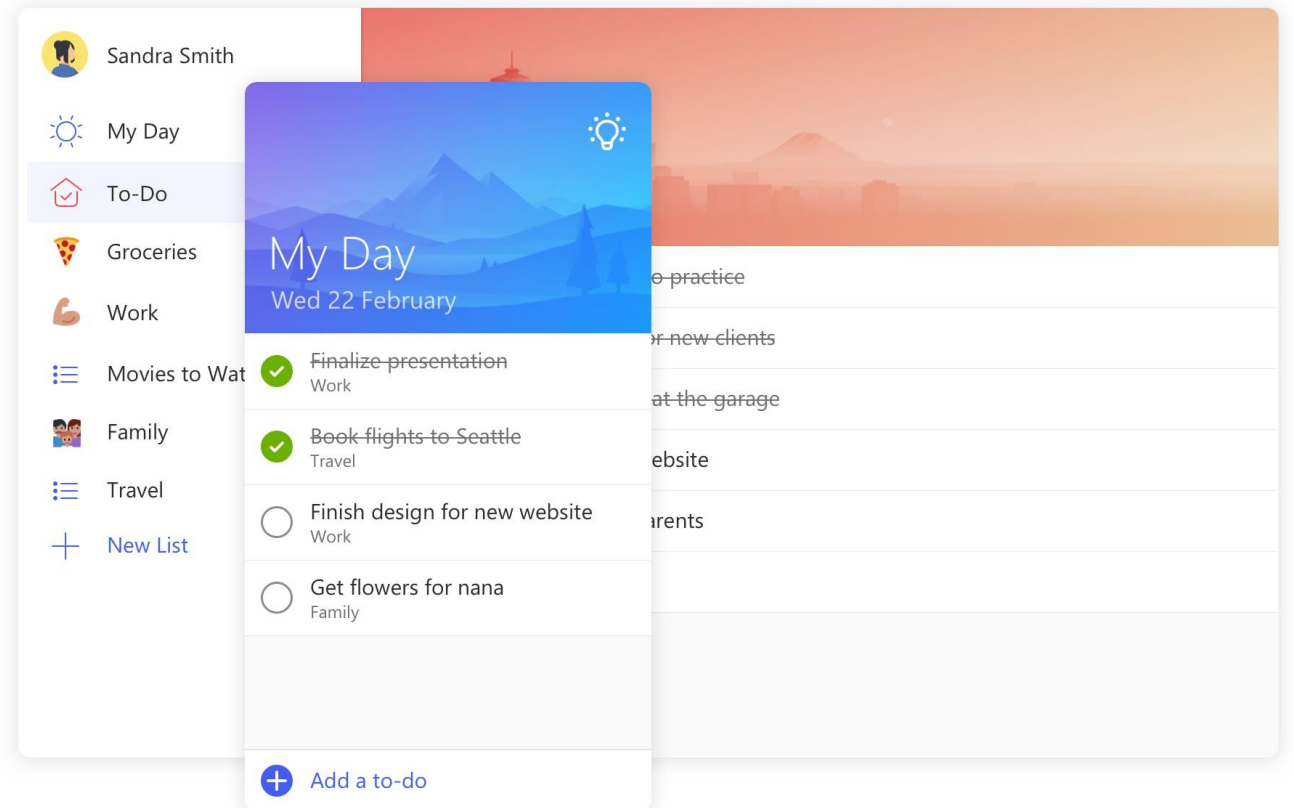 Sandra Smith
My Day
To-Do
Groceries
Work
Movies to Wat
Family
Travel
New List
My Day
Wed 22 February
Finalize presentation
Work
Book flights to Seattle
Travel
Finish design for new website
Work
Get flowers for nana
Family
Add a to-do
o practice
or new clients
at the garage
ebsite
arents